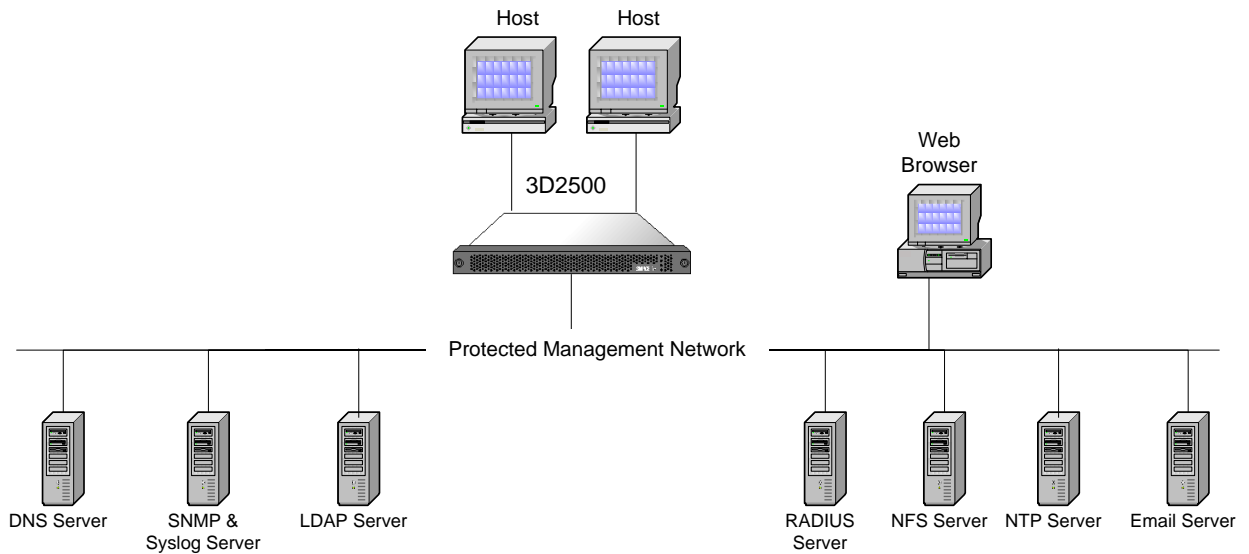 Host Host
3D2500
Web
Browser
Protected Management Network
DNS Server
SNMP &
Syslog Server
LDAP Server
RADIUS
Server
NFS Server
NTP Server
Email Server